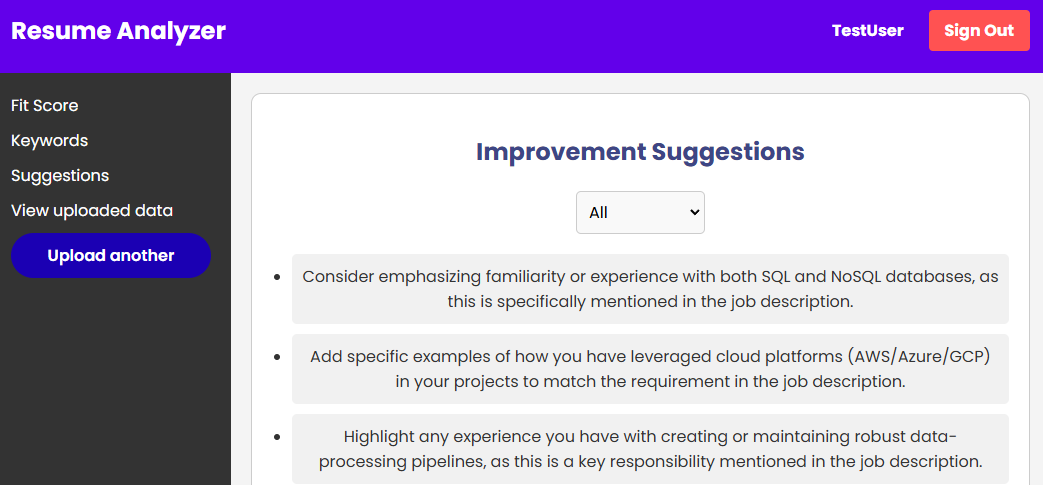 Resume Analyzer
TestUser
Sign Out
Fit Score
Keywords
Suggestions
View uploaded data
Upload another
Improvement Suggestions
All
Consider emphasizing familiarity or experience with both SQL and NoSQL databases, as
this is specifically mentioned in the job description.
Add specific examples of how you have leveraged cloud platforms (AWS/Azure/GCP)
in your projects to match the requirement in the job description.
Highlight any experience you have with creating or maintaining robust data-
processing pipelines, as this is a key responsibility mentioned in the job description.